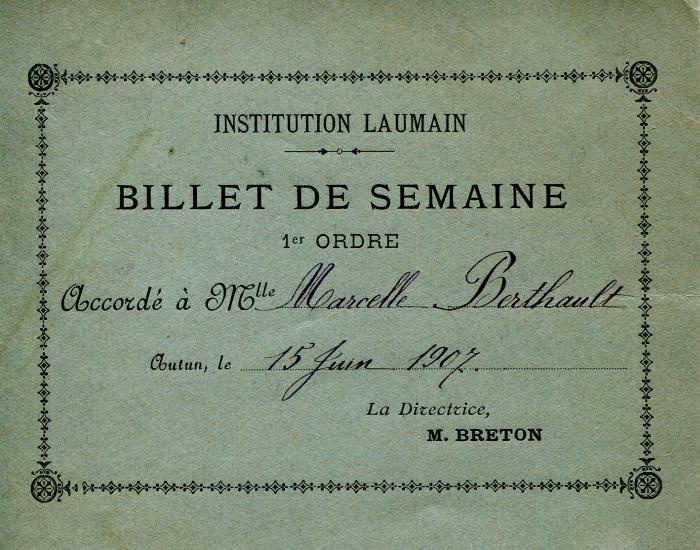 INSTITUTION LAUMAIN
BILLET DE SEMAINE
1er ORDRE
Accordé à Mlle Marcelle Berthault
Autun, le 15 Juin 1907.
La Directrice,
M. BRETON